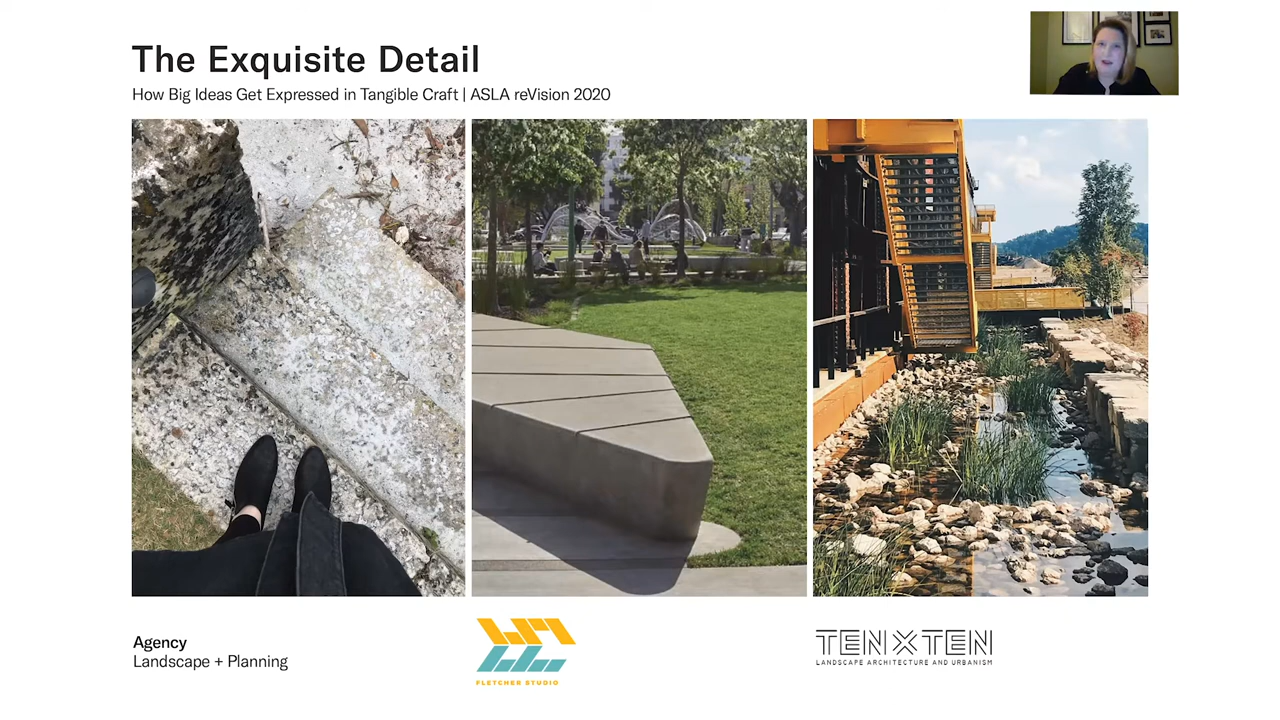 The Exquisite Detail
How Big Ideas Get Expressed in Tangible Craft | ASLA reVision 2020
Agency
Landscape + Planning
FLETCHER STUDIO
TEN X TEN
LANDSCAPE ARCHITECTURE AND URBANISM